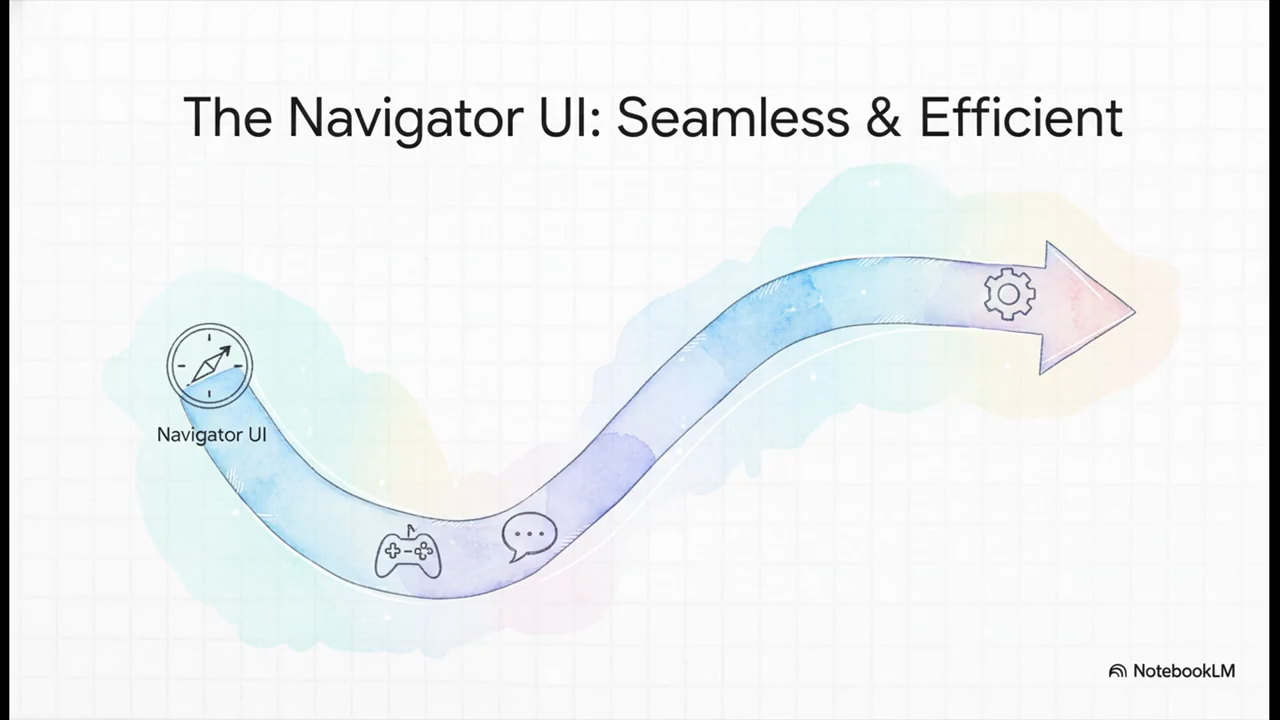 The Navigator UI: Seamless & Efficient
Navigator UI
NotebookLM